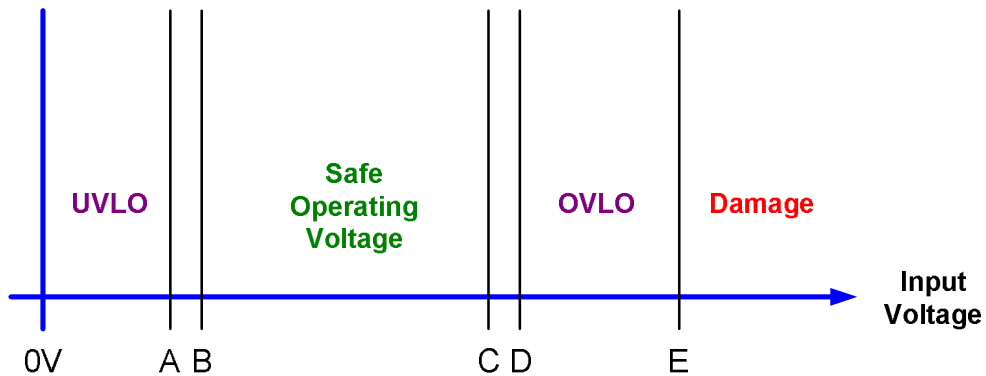 Safe
Operating
Voltage
UVLO
OVLO
Damage
Input
Voltage
0V
A
B
C
D
E